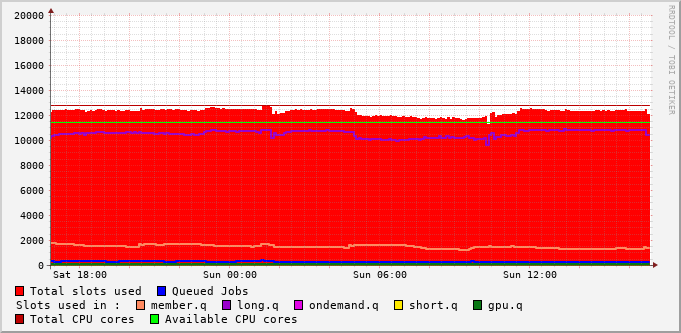 20000
18000
16000
14000
12000
10000
8000
6000
4000
2000
0
Sat 18:00 Sun 00:00 Sun 06:00 Sun 12:00
RRDTOOL / TOBI OETIKER
Total slots used Queued Jobs
Slots used in : member.q long.q ondemand.q short.q gpu.q
Total CPU cores Available CPU cores